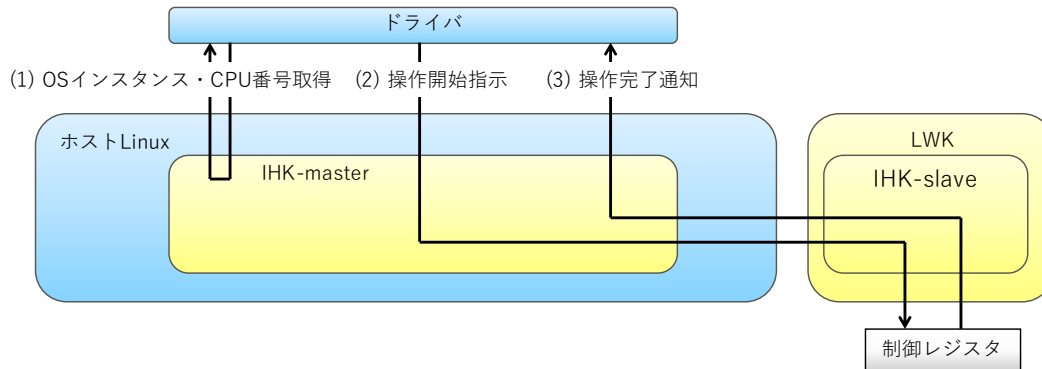 ドライバ
(1) OSインスタンス・CPU番号取得
(2) 操作開始指示
(3) 操作完了通知
ホストLinux
IHK-master
LWK
IHK-slave
制御レジスタ